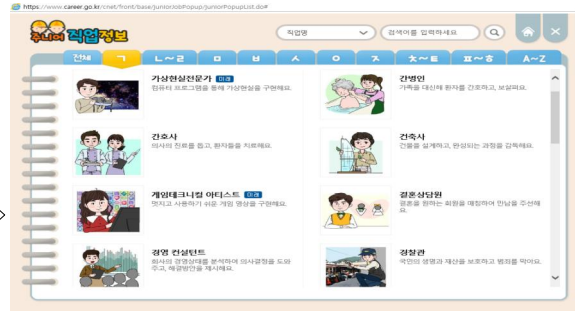 https://www.career.go.kr/cnet/front/base/juniorJobPopup/juniorPopupList.do#
주니어 직업정보
직업명
검색어를 입력하세요
전체 ㄱ ㄴ~ㄹ ㅁ ㅂ ㅅ ㅇ ㅈ ㅊ~ㅌ ㅍ~ㅎ A~Z
가상현실전문가 미래
컴퓨터 프로그램을 통해 가상현실을 구현해요.
간병인
가족을 대신해 환자를 간호하고, 보살펴요.
간호사
의사의 진료를 돕고, 환자들을 치료해요.
건축사
건물을 설계하고, 완성되는 과정을 감독해요.
게임테크니컬 아티스트 미래
멋지고 사용하기 쉬운 게임 영상을 구현해요.
결혼상담원
결혼을 원하는 회원을 매칭하여 만남을 주선해
요.
경영 컨설턴트
회사의 경영상태를 분석하여 의사결정을 도와
주고, 해결방안을 제시해요.
경찰관
국민의 생명과 재산을 보호하고 범죄를 막아요.